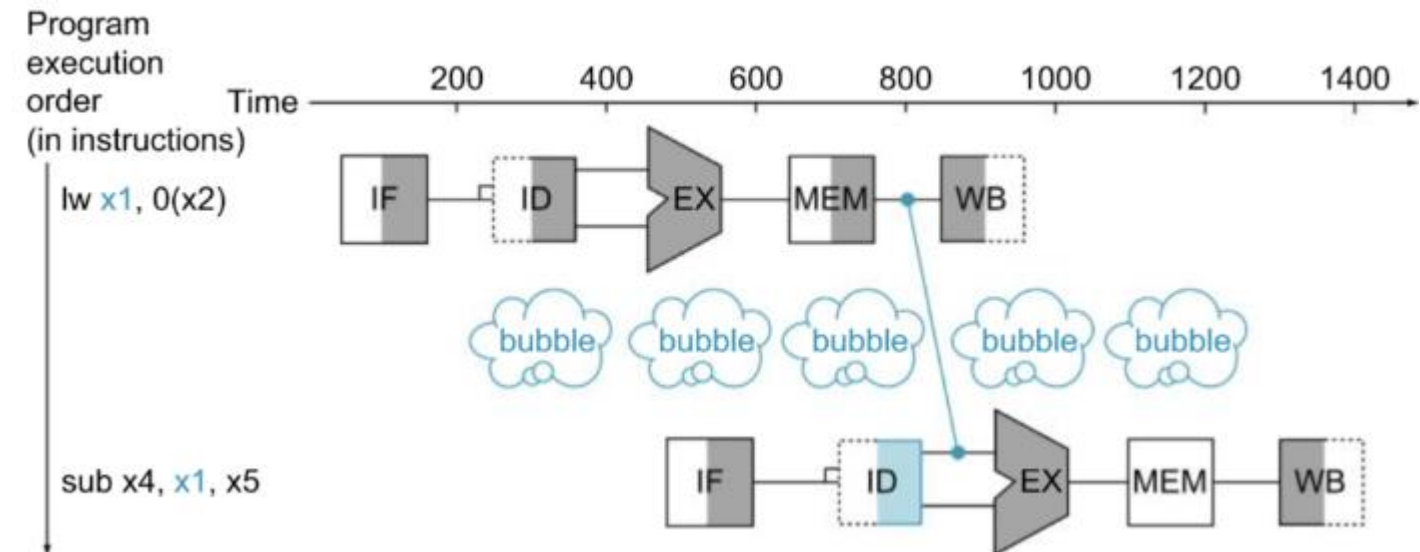 Program
execution
order
(in instructions)
Time
200 400 600 800 1000 1200 1400
lw x1, 0(x2)
IF ID EX MEM WB
bubble bubble bubble bubble bubble
sub x4, x1, x5
IF ID EX MEM WB